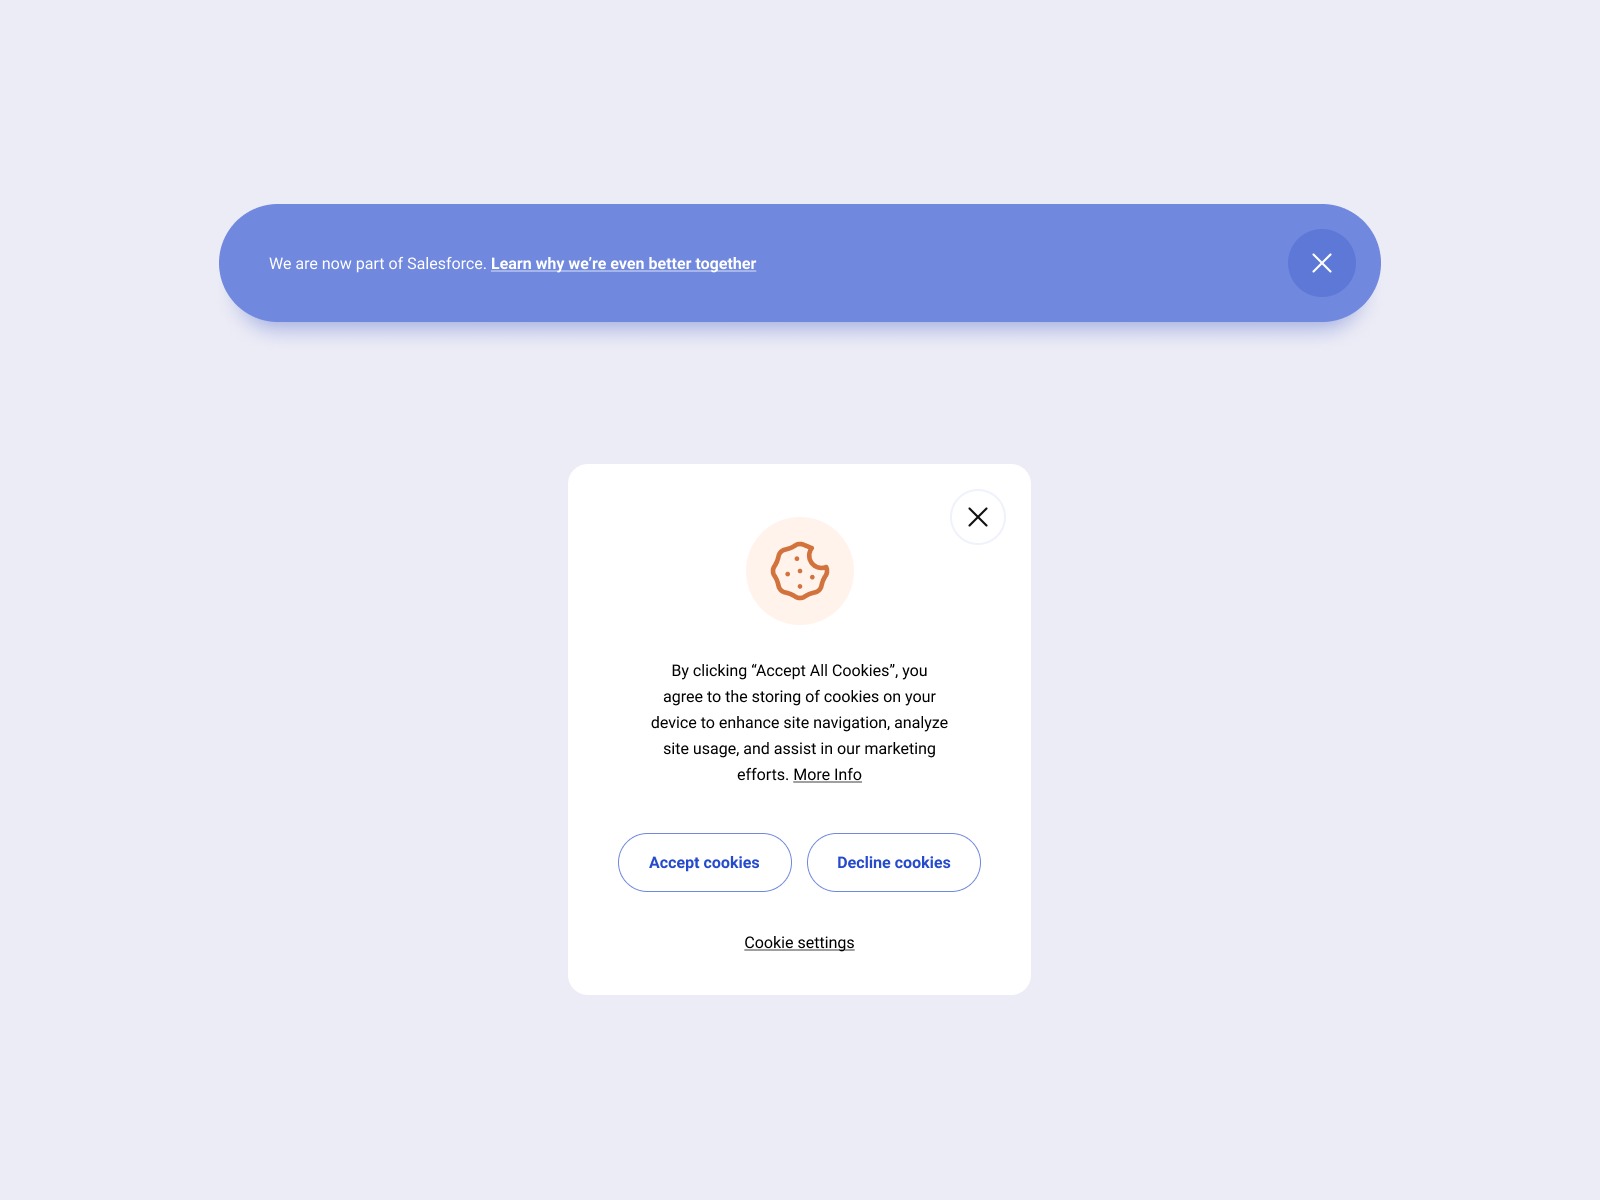 We are now part of Salesforce. Learn why we’re even better together
By clicking “Accept All Cookies”, you
agree to the storing of cookies on your
device to enhance site navigation, analyze
site usage, and assist in our marketing
efforts. More Info
Accept cookies
Decline cookies
Cookie settings